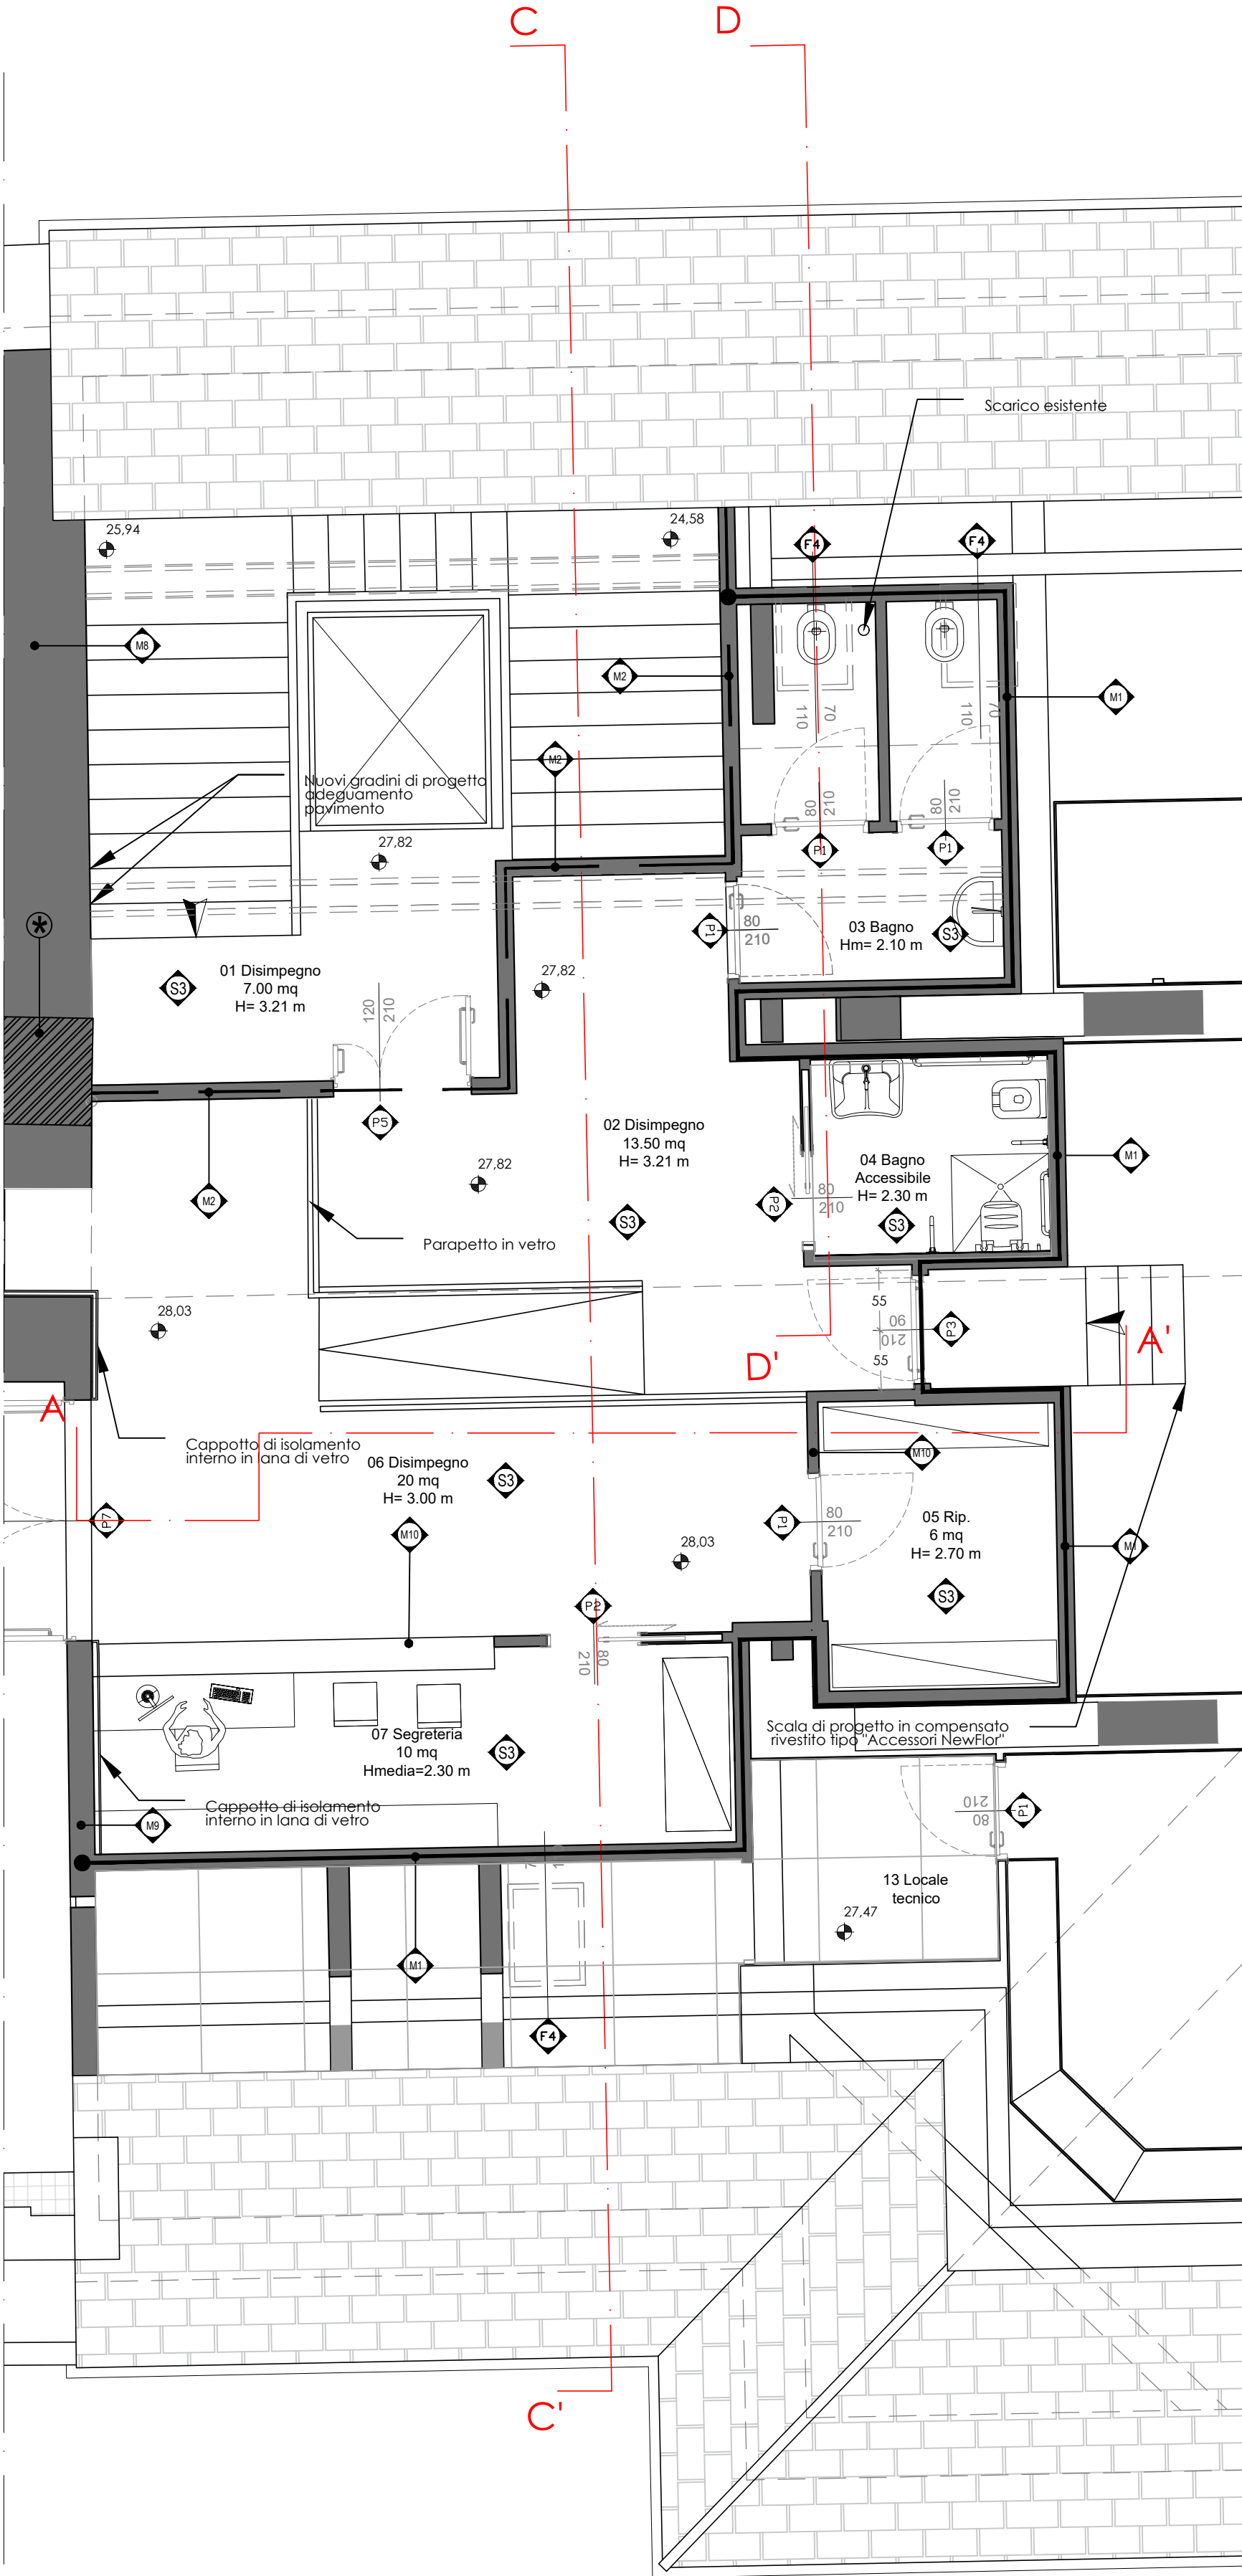 C
D
Scarico esistente
25,94
24,58
F4
F4
M8
M2
M1
110
70
110
70
M2
Nuovi gradini di progetto
adeguamento
pavimento
80
210
80
210
27,82
P1
P1
*
P1
80
210
03 Bagno
Hm= 2.10 m
S3
01 Disimpegno
7.00 mq
H= 3.21 m
S3
27,82
120
210
P5
02 Disimpegno
13.50 mq
H= 3.21 m
27,82
S3
M2
04 Bagno
Accessibile
H= 2.30 m
S3
M1
P2
80
210
Parapetto in vetro
28,03
55
90
210
55
P3
A'
D'
A
Cappotto di isolamento
interno in lana di vetro
06 Disimpegno
20 mq
H= 3.00 m
S3
M10
P7
M10
P1
80
210
05 Rip.
6 mq
H= 2.70 m
S3
M1
28,03
P2
80
210
07 Segreteria
10 mq
Hmedia=2.30 m
S3
Scala di progetto in compensato
rivestito tipo "Accessori NewFlor"
Cappotto di isolamento
interno in lana di vetro
M9
210
80
P1
13 Locale
tecnico
27,47
M1
F4
C'